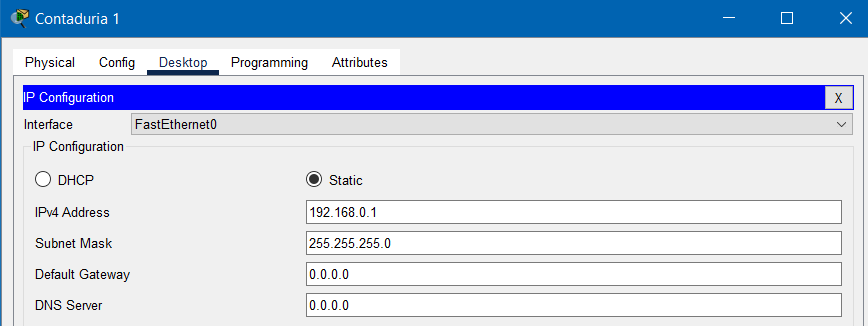 Contaduria 1
Physical Config Desktop Programming Attributes
IP Configuration X
Interface FastEthernet0
IP Configuration
DHCP Static
IPv4 Address 192.168.0.1
Subnet Mask 255.255.255.0
Default Gateway 0.0.0.0
DNS Server 0.0.0.0